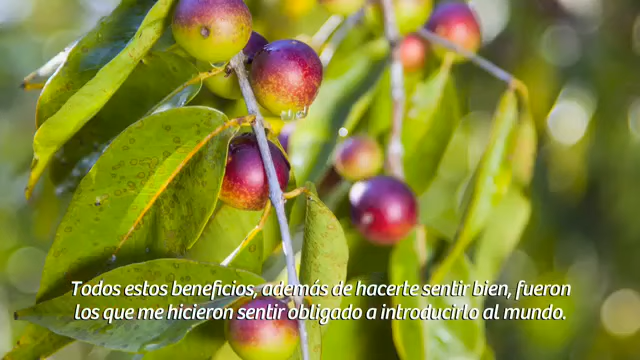 Todos estos beneficios, además de hacerte sentir bien, fueron
los que me hicieron sentir obligado a introducirlo al mundo.